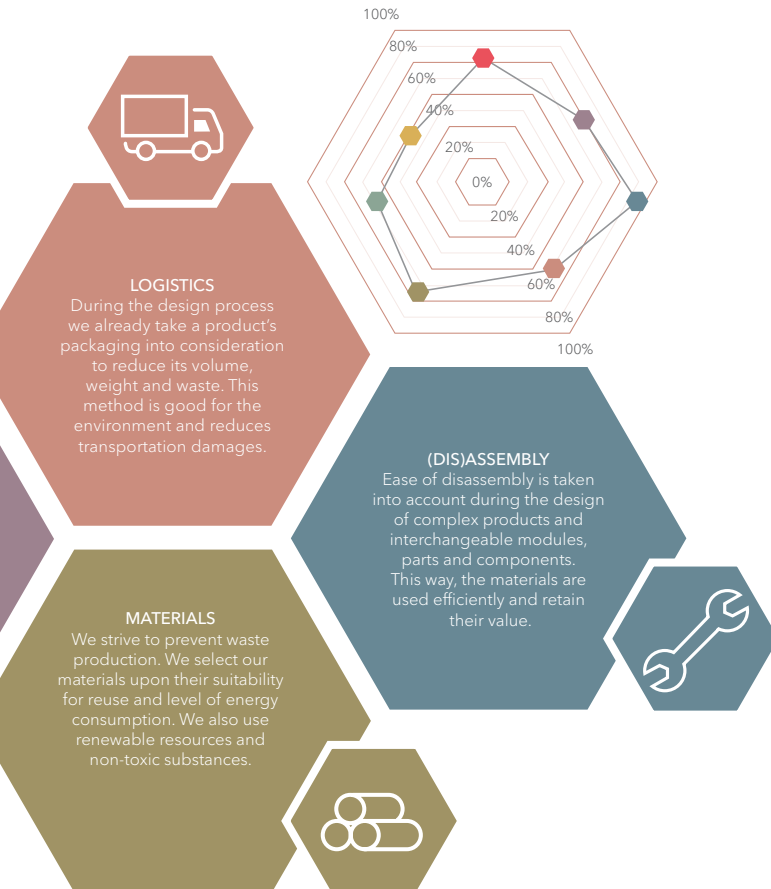 100%
80%
60%
40%
20%
0%
20%
40%
60%
80%
100%
LOGISTICS
During the design process
we already take a product’s
packaging into consideration
to reduce its volume,
weight and waste. This
method is good for the
environment and reduces
transportation damages.
(DIS)ASSEMBLY
Ease of disassembly is taken
into account during the design
of complex products and
interchangeable modules,
parts and components.
This way, the materials are
used efficiently and retain
their value.
MATERIALS
We strive to prevent waste
production. We select our
materials upon their suitability
for reuse and level of energy
consumption. We also use
renewable resources and
non-toxic substances.